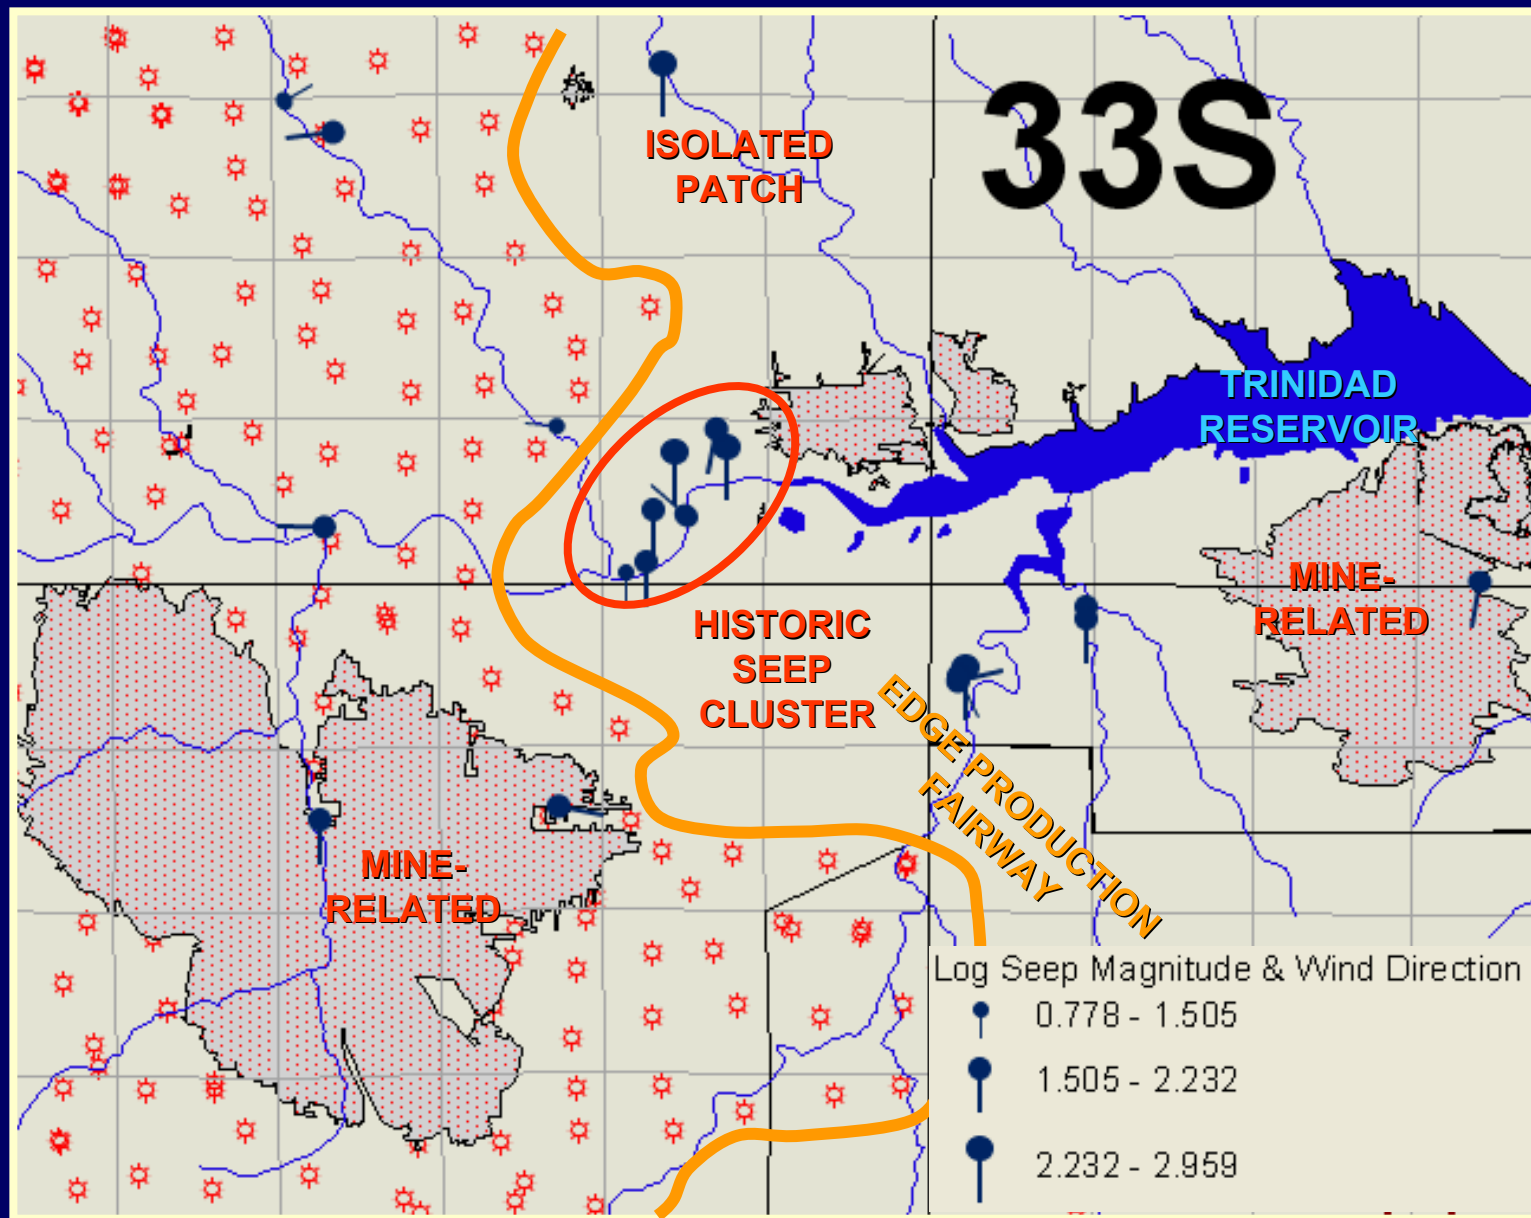 33S
ISOLATED
PATCH
TRINIDAD
RESERVOIR
MINE-
RELATED
HISTORIC
SEEP
CLUSTER
EDGE PRODUCTION
FAIRWAY
MINE-
RELATED
Log Seep Magnitude & Wind Direction
0.778 - 1.505
1.505 - 2.232
2.232 - 2.959